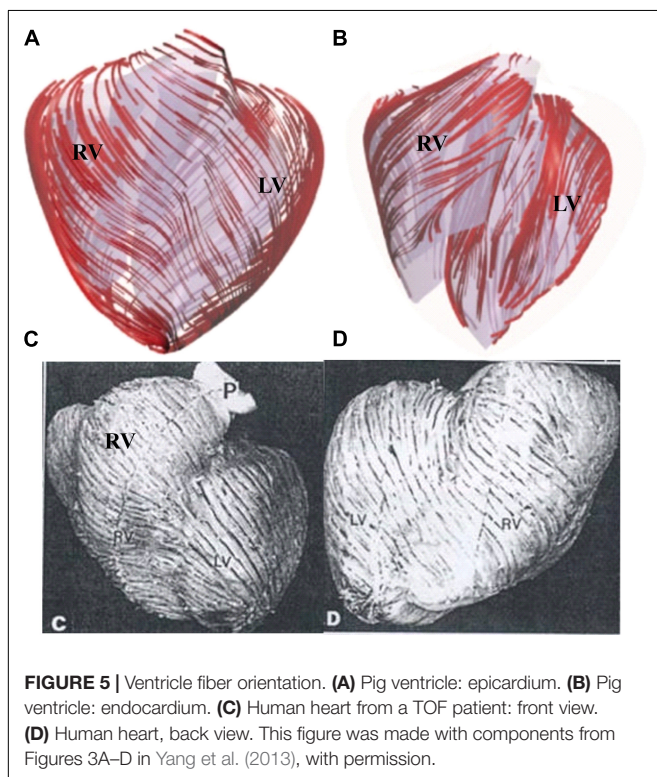 A
B
RV
LV
RV
LV
C
D
P
RV
RV
LV
C
LV
RV
D
FIGURE 5 | Ventricle fiber orientation. (A) Pig ventricle: epicardium. (B) Pig
ventricle: endocardium. (C) Human heart from a TOF patient: front view.
(D) Human heart, back view. This figure was made with components from
Figures 3A–D in Yang et al. (2013), with permission.